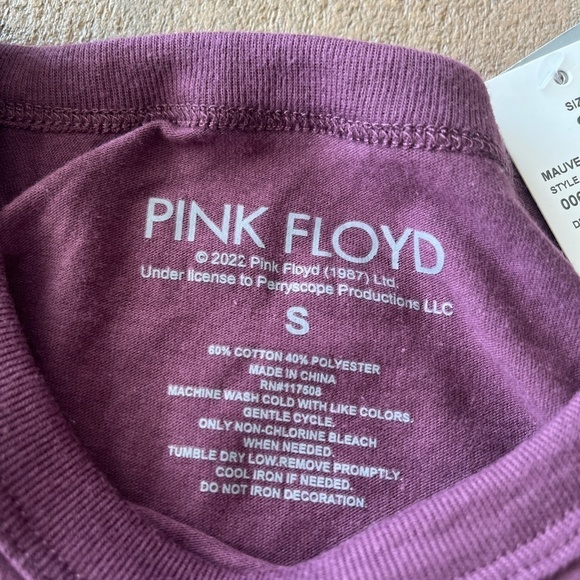 PINK FLOYD
© 2022 Pink Floyd (1987) Ltd.
Under license to Perryscope Productions LLC
S
60% COTTON 40% POLYESTER
MADE IN CHINA
RN#117508
MACHINE WASH COLD WITH LIKE COLORS.
GENTLE CYCLE.
ONLY NON-CHLORINE BLEACH
WHEN NEEDED.
TUMBLE DRY LOW.REMOVE PROMPTLY.
COOL IRON IF NEEDED.
DO NOT IRON DECORATION.
MAUVE
STYLE